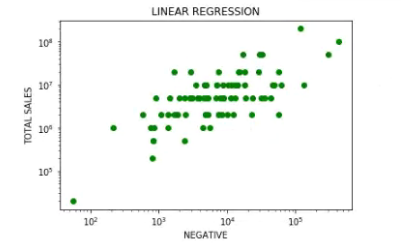 LINEAR REGRESSION
TOTAL SALES
10⁸
10⁷
10⁶
10⁵
10² 10³ 10⁴ 10⁵
NEGATIVE